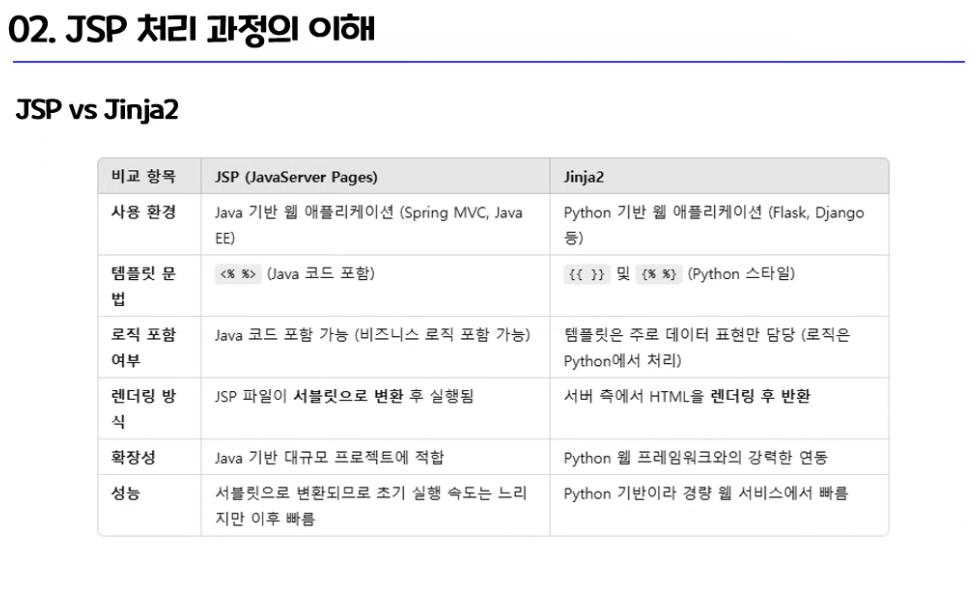 02. JSP 처리 과정의 이해
JSP vs Jinja2
비교 항목 JSP (JavaServer Pages) Jinja2
사용 환경 Java 기반 웹 애플리케이션 (Spring MVC, Java
EE)
Python 기반 웹 애플리케이션 (Flask, Django
등)
템플릿 문
법
<% %> (Java 코드 포함)
{{ }} 및 {% %} (Python 스타일)
로직 포함
여부
Java 코드 포함 가능 (비즈니스 로직 포함 가능)
템플릿은 주로 데이터 표현만 담당 (로직은
Python에서 처리)
렌더링 방
식
JSP 파일이 서블릿으로 변환 후 실행됨
서버 측에서 HTML을 렌더링 후 반환
확장성
Java 기반 대규모 프로젝트에 적합
Python 웹 프레임워크와의 강력한 연동
성능
서블릿으로 변환되므로 초기 실행 속도는 느리
지만 이후 빠름
Python 기반이라 경량 웹 서비스에서 빠름